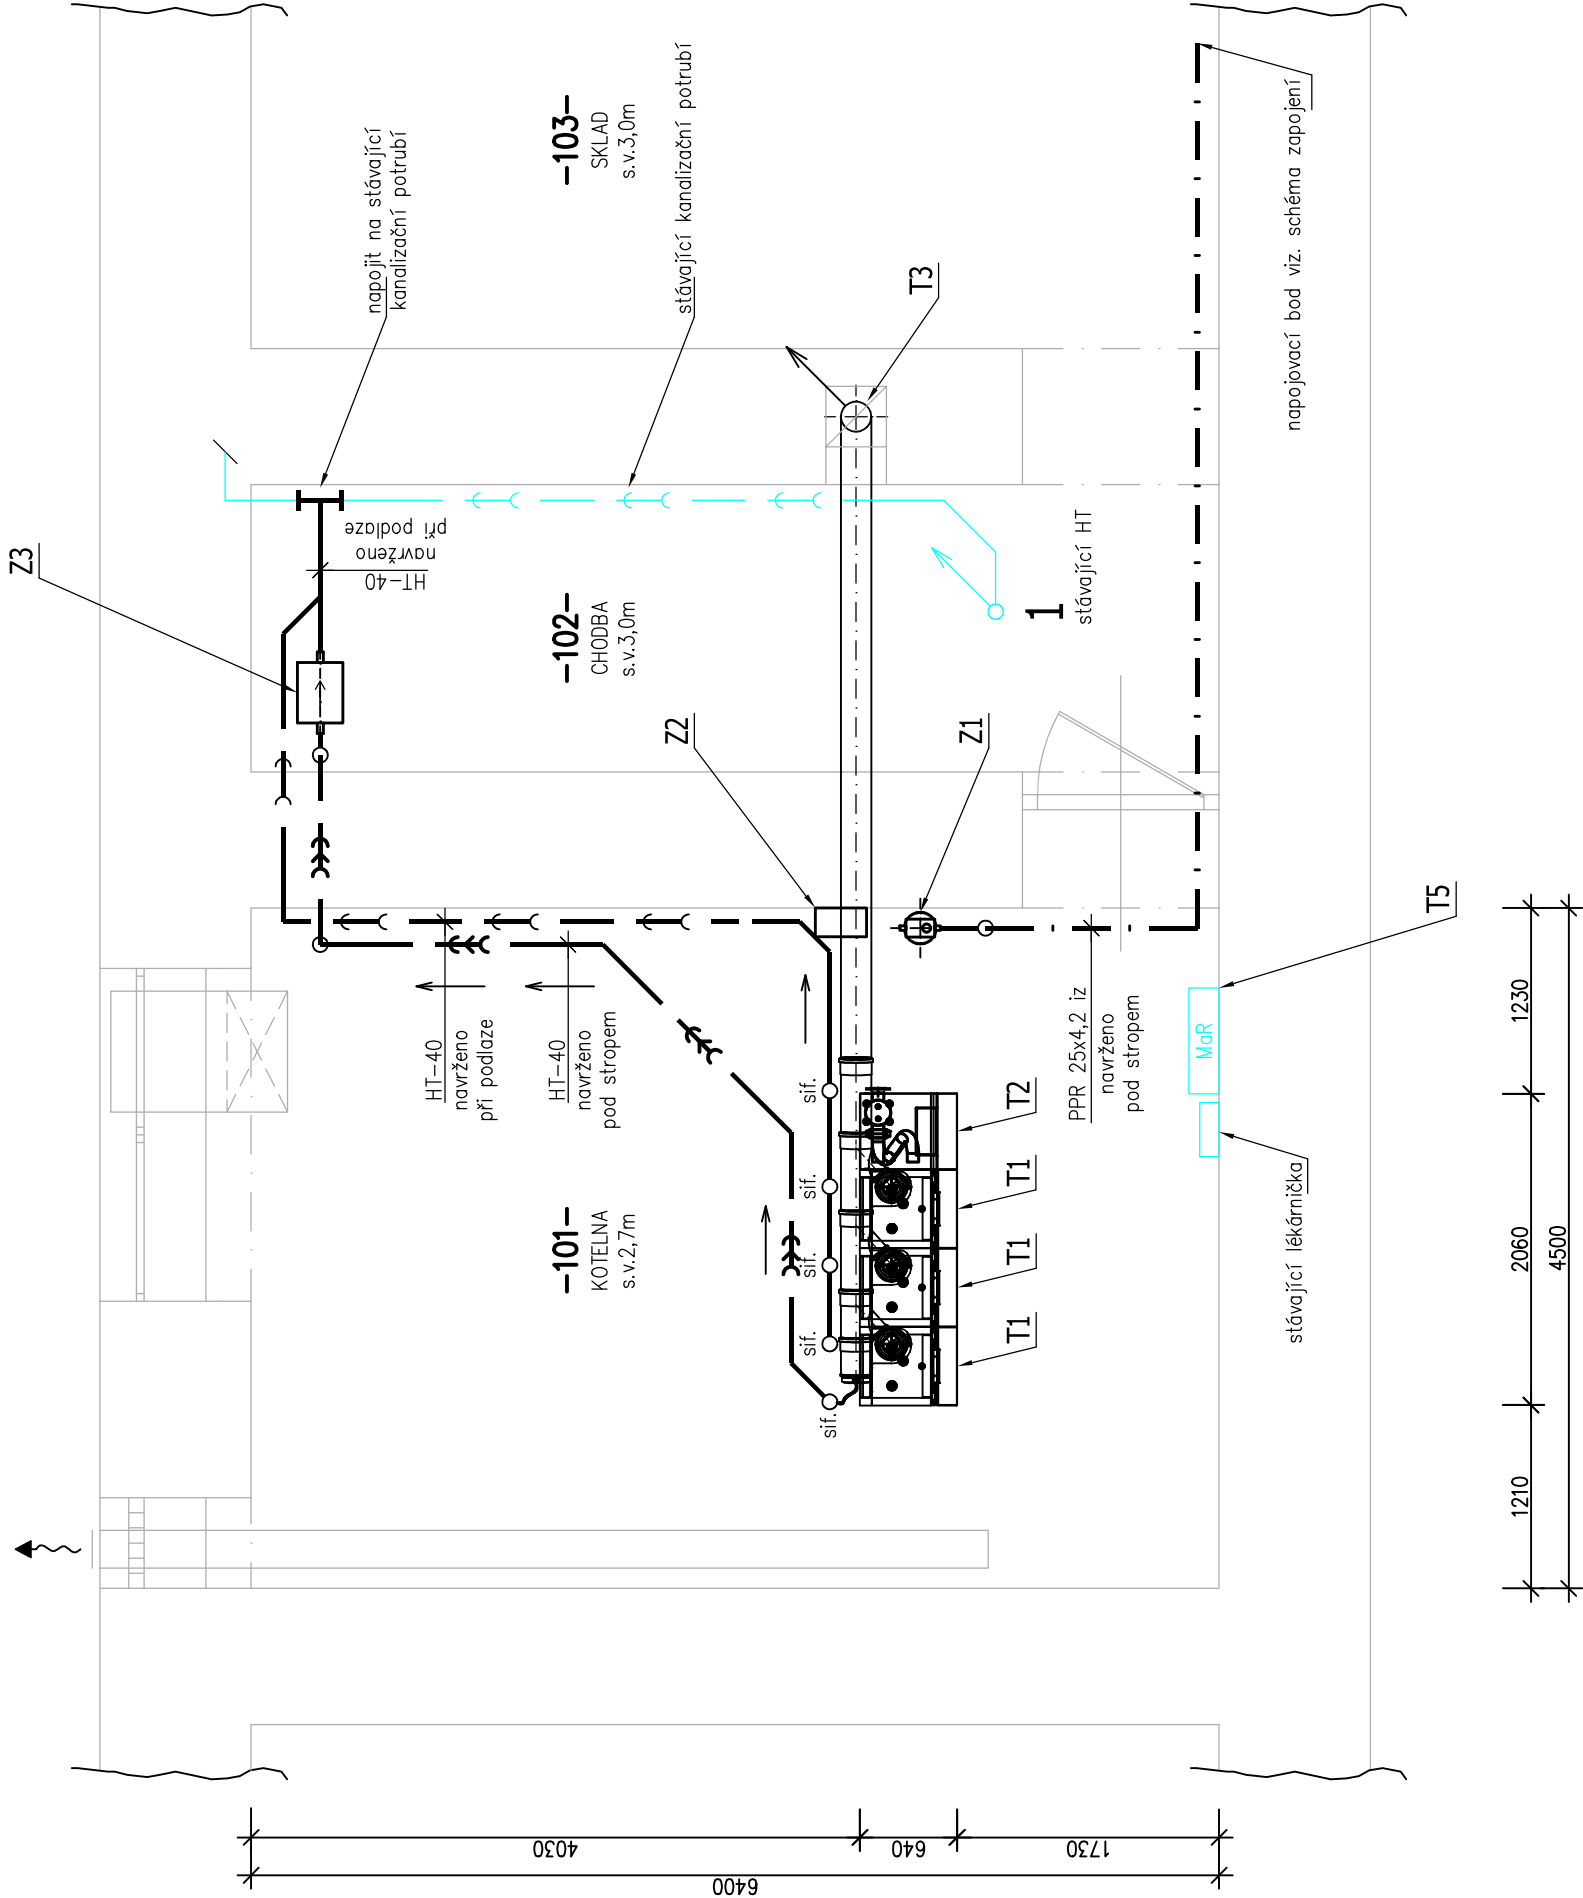 Z3
napojit na stávající
kanalizační potrubí
-103-
SKLAD
s.v.3,0m
stávající kanalizační potrubí
T3
napojovací bod viz. schéma zapojení
HT-40
navrženo
při podlaze
-102-
CHODBA
s.v.3,0m
1
stávající HT
Z2
Z1
T5
HT-40
navrženo
při podlaze
HT-40
navrženo
pod stropem
PPR 25x4,2 iz
navrženo
pod stropem
MaR
sif.
sif.
sif.
sif.
sif.
T2
T1
T1
T1
-101-
KOTELNA
s.v.2,7m
stávající lékárnička
1230
2060
1210
4500
4030
640
1730
6400